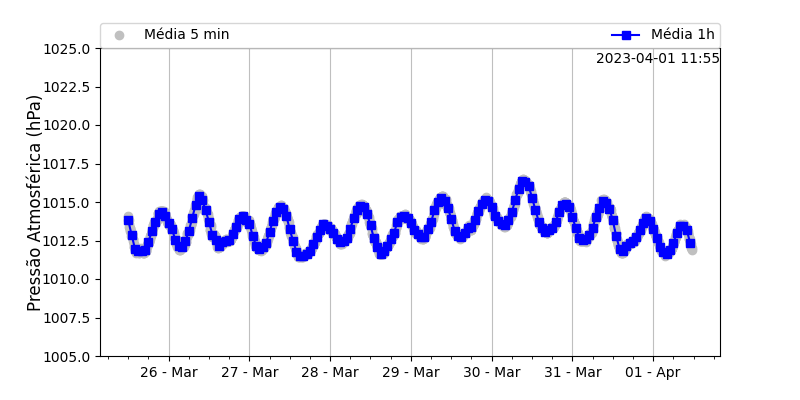 Média 5 min
Média 1h
2023-04-01 11:55
Pressão Atmosférica (hPa)
1025.0
1022.5
1020.0
1017.5
1015.0
1012.5
1010.0
1007.5
1005.0
26 - Mar
27 - Mar
28 - Mar
29 - Mar
30 - Mar
31 - Mar
01 - Apr